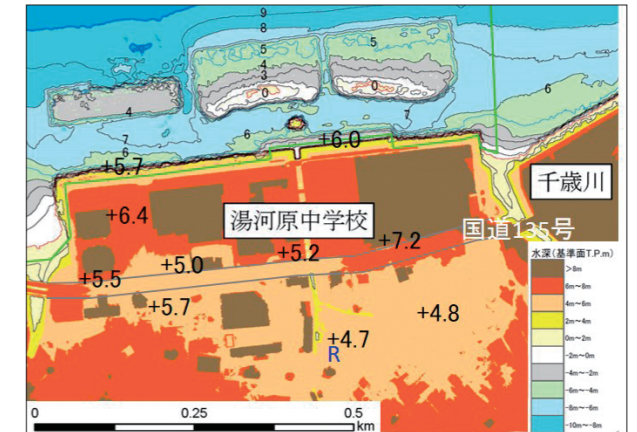 9
8
5
4
3
0
5
0
4
6
7
6
7
6
6
+6.0
+5.7
千歳川
+6.4
湯河原中学校
国道135号
+7.2
+5.2
+5.0
+5.5
+5.7
+4.8
+4.7
R
水深(基準面T.P.m)
>8m
6m~8m
4m~6m
2m~4m
0m~2m
-2m~0m
-4m~-2m
-6m~-4m
-8m~-6m
-10m~-8m
0 0.25 0.5
km